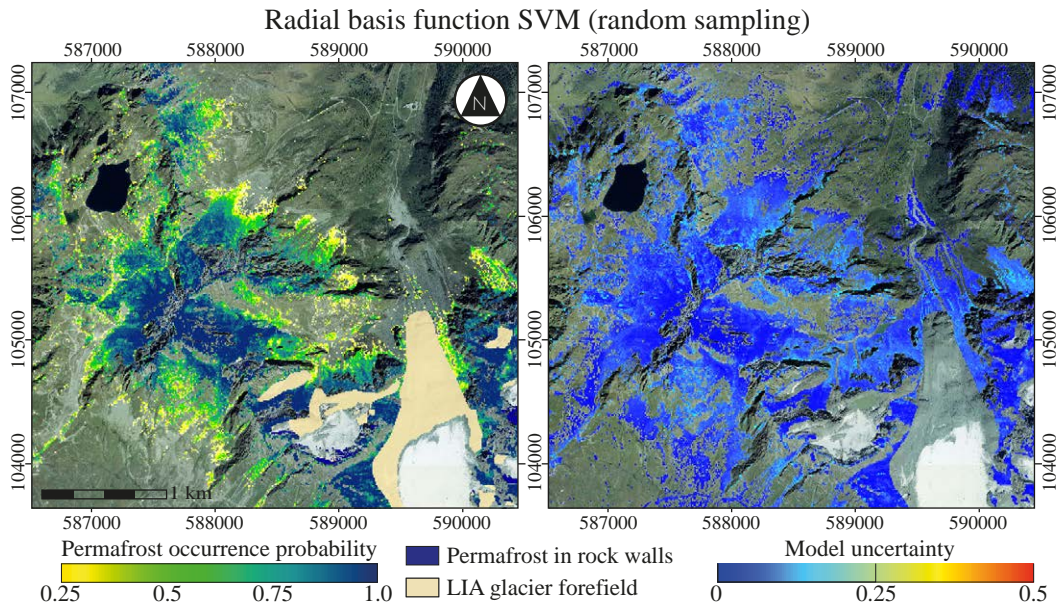 Radial basis function SVM (random sampling)
587000 588000 589000 590000 587000 588000 589000 590000
107000 107000
N
106000 106000
105000 105000
104000 104000
1 km
587000 588000 589000 590000 587000 588000 589000 590000
Permafrost occurrence probability Permafrost in rock walls Model uncertainty
LIA glacier forefield
0.25 0.5 0.75 1.0 0 0.25 0.5